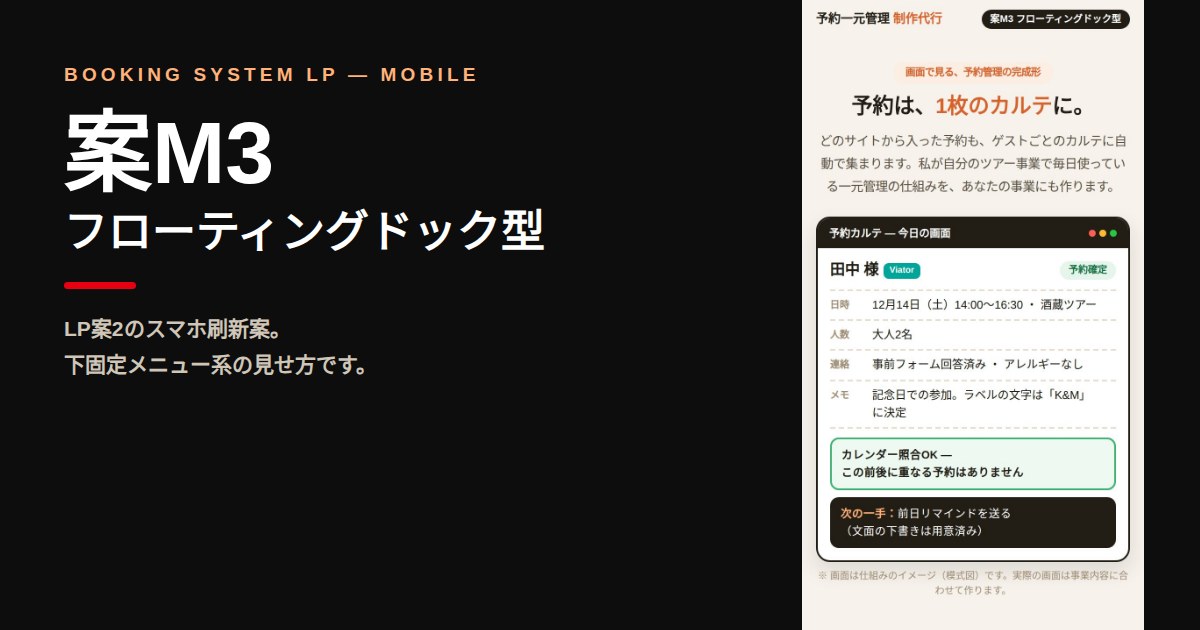 BOOKING SYSTEM LP — MOBILE
案M3
フローティングドック型
LP案2のスマホ刷新案。
下固定メニュー系の見せ方です。
予約一元管理 制作代行
案M3 フローティングドック型
画面で見る、予約管理の完成形
予約は、1枚のカルテに。
どのサイトから入った予約も、ゲストごとのカルテに自
動で集まります。私が自分のツアー事業で毎日使ってい
る一元管理の仕組みを、あなたの事業にも作ります。
予約カルテ — 今日の画面
田中 様 Viator 予約確定
日時 12月14日（土）14:00〜16:30 ・ 酒蔵ツアー
人数 大人2名
連絡 事前フォーム回答済み ・ アレルギーなし
メモ 記念日での参加。ラベルの文字は「K&M」
に決定
カレンダー照合OK —
この前後に重なる予約はありません
次の一手：前日リマインドを送る
（文面の下書きは用意済み）
※ 画面は仕組みのイメージ（模式図）です。実際の画面は事業内容に合
わせて作ります。